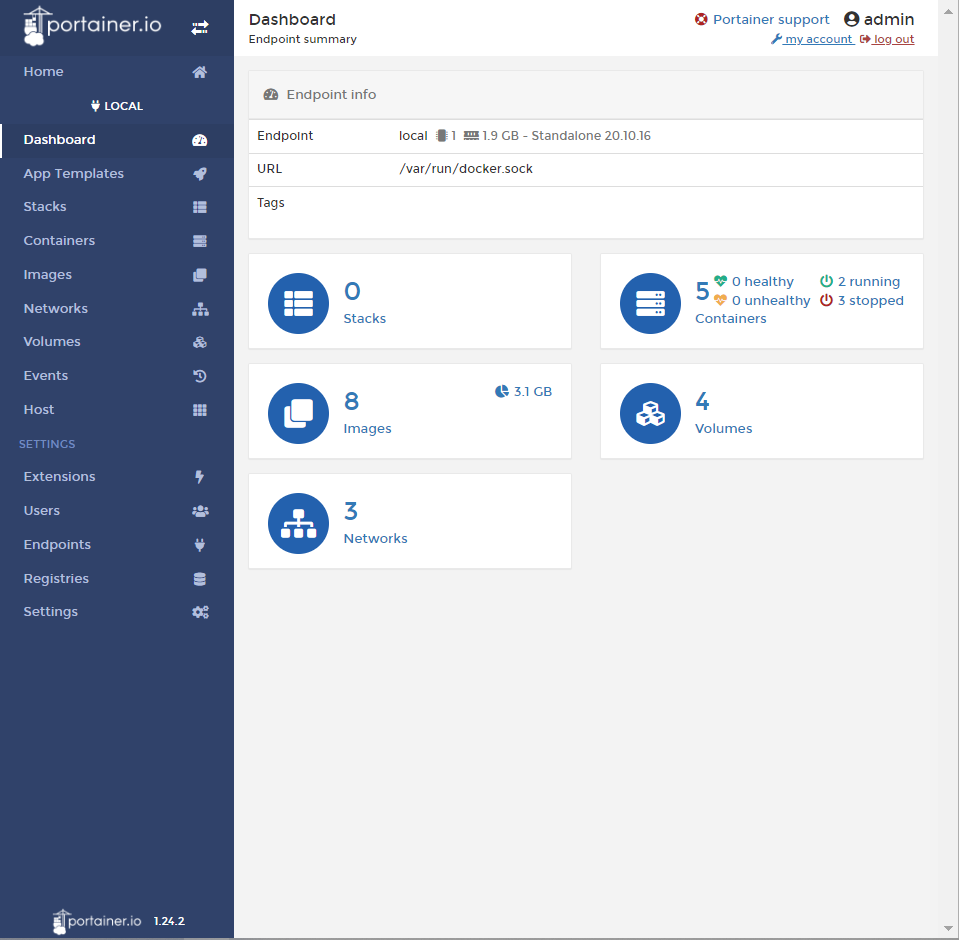 portainer.io
Home
LOCAL
Dashboard
App Templates
Stacks
Containers
Images
Networks
Volumes
Events
Host
SETTINGS
Extensions
Users
Endpoints
Registries
Settings
portainer.io 1.24.2
Dashboard
Endpoint summary
Portainer support admin
my account log out
Endpoint info
Endpoint local 1 1.9 GB - Standalone 20.10.16
URL /var/run/docker.sock
Tags
0
Stacks
5 0 healthy 2 running
0 unhealthy 3 stopped
Containers
8 3.1 GB
Images
4
Volumes
3
Networks